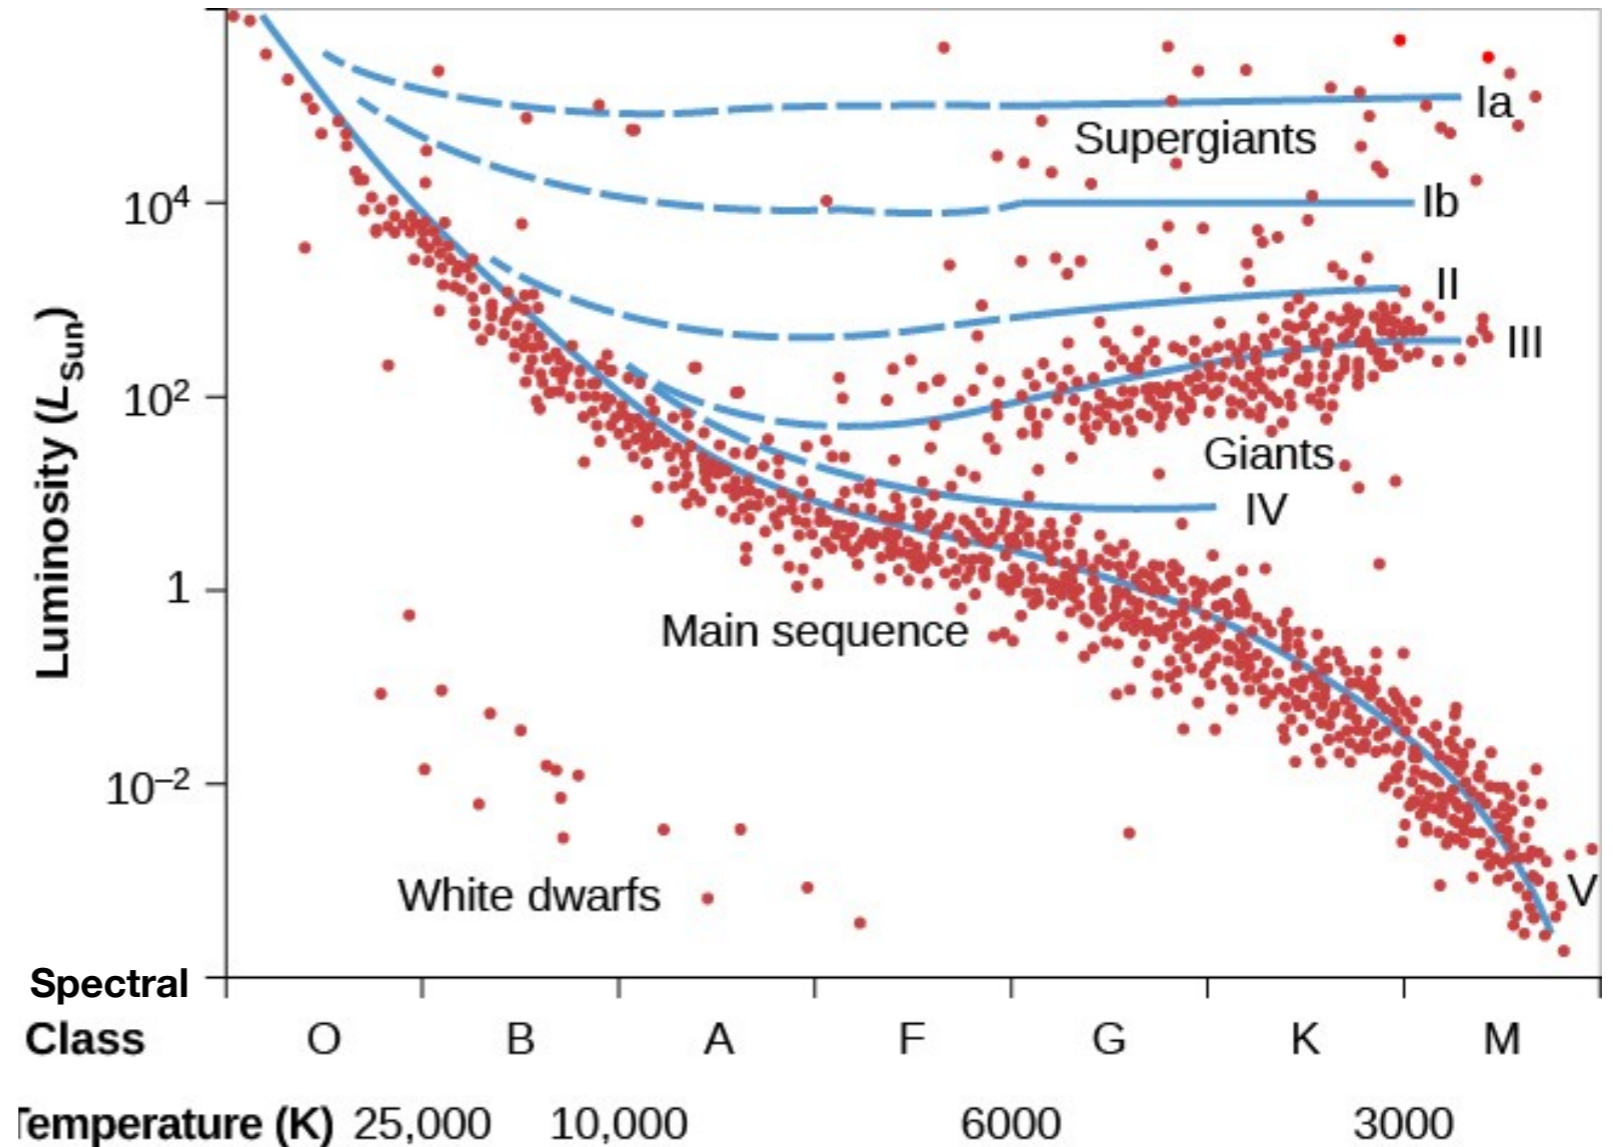 Ia
Supergiants
10⁴
Ib
II
III
Luminosity (L_Sun)
10²
Giants
IV
1
Main sequence
10⁻²
White dwarfs
V
Spectral
Class O B A F G K M
Temperature (K) 25,000 10,000 6000 3000